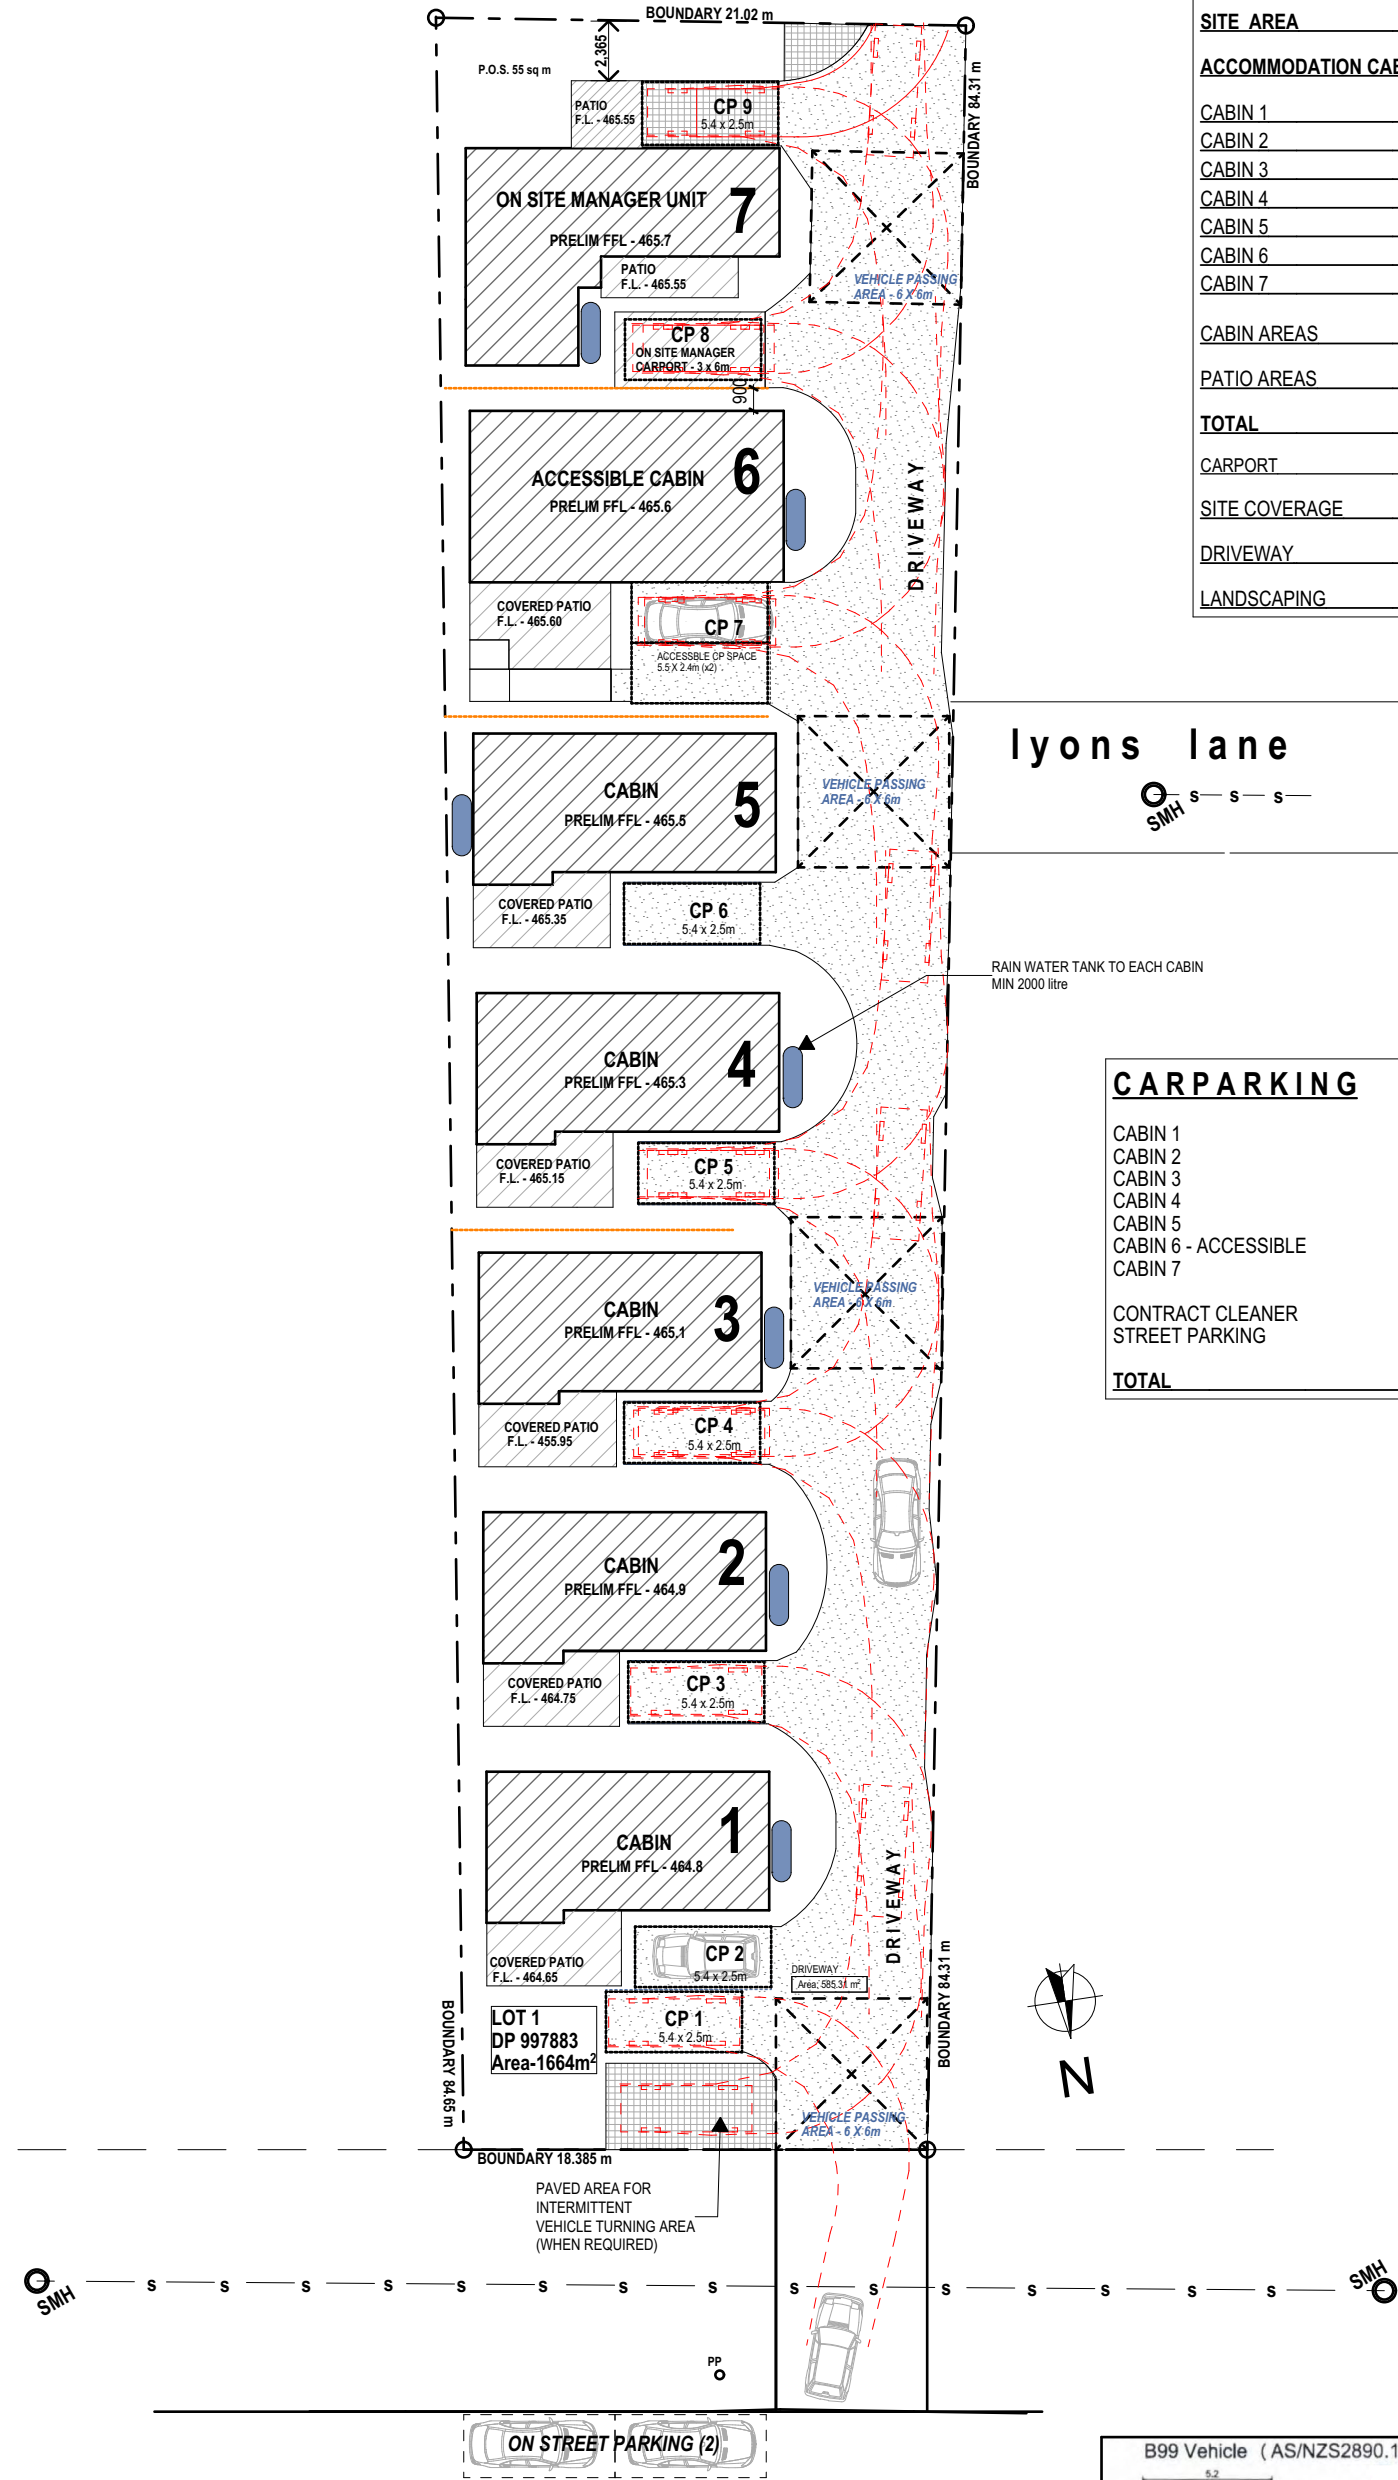 BOUNDARY 21.02 m
2,365
P.O.S. 55 sq m
BOUNDARY 84.31 m
PATIO
F.L. - 465.55
CP 9
5.4 x 2.5m
ON SITE MANAGER UNIT
7
PRELIM FFL - 465.7
PATIO
F.L. - 465.55
VEHICLE PASSING
AREA - 6 X 6m
CP 8
ON SITE MANAGER
CARPORT - 3 x 6m
900
ACCESSIBLE CABIN
6
PRELIM FFL - 465.6
DRIVEWAY
COVERED PATIO
F.L. - 465.60
CP 7
ACCESSBLE CP SPACE
5.5 X 2.4m (x2)
CABIN
5
PRELIM FFL - 465.5
VEHICLE PASSING
AREA - 6 X 6m
COVERED PATIO
F.L. - 465.35
CP 6
5.4 x 2.5m
CABIN
4
PRELIM FFL - 465.3
COVERED PATIO
F.L. - 465.15
CP 5
5.4 x 2.5m
CABIN
3
PRELIM FFL - 465.1
VEHICLE PASSING
AREA - 6 X 6m
COVERED PATIO
F.L. - 455.95
CP 4
5.4 x 2.5m
CABIN
2
PRELIM FFL - 464.9
COVERED PATIO
F.L. - 464.75
CP 3
5.4 x 2.5m
CABIN
1
PRELIM FFL - 464.8
DRIVEWAY
COVERED PATIO
F.L. - 464.65
CP 2
5.4 x 2.5m
DRIVEWAY
Area: 585.31 m²
CP 1
5.4 x 2.5m
LOT 1
DP 997883
Area-1664m²
BOUNDARY 84.65 m
BOUNDARY 84.31 m
VEHICLE PASSING
AREA - 6 X 6m
BOUNDARY 18.385 m
PAVED AREA FOR
INTERMITTENT
VEHICLE TURNING AREA
(WHEN REQUIRED)
SMH s s s s s s s s s s s s s s s SMH
PP
ON STREET PARKING (2)
SITE AREA
ACCOMMODATION CAB
CABIN 1
CABIN 2
CABIN 3
CABIN 4
CABIN 5
CABIN 6
CABIN 7
CABIN AREAS
PATIO AREAS
TOTAL
CARPORT
SITE COVERAGE
DRIVEWAY
LANDSCAPING
lyons lane
SMH s s s
RAIN WATER TANK TO EACH CABIN
MIN 2000 litre
CARPARKING
CABIN 1
CABIN 2
CABIN 3
CABIN 4
CABIN 5
CABIN 6 - ACCESSIBLE
CABIN 7
CONTRACT CLEANER
STREET PARKING
TOTAL
N
B99 Vehicle ( AS/NZS2890.1
5.2